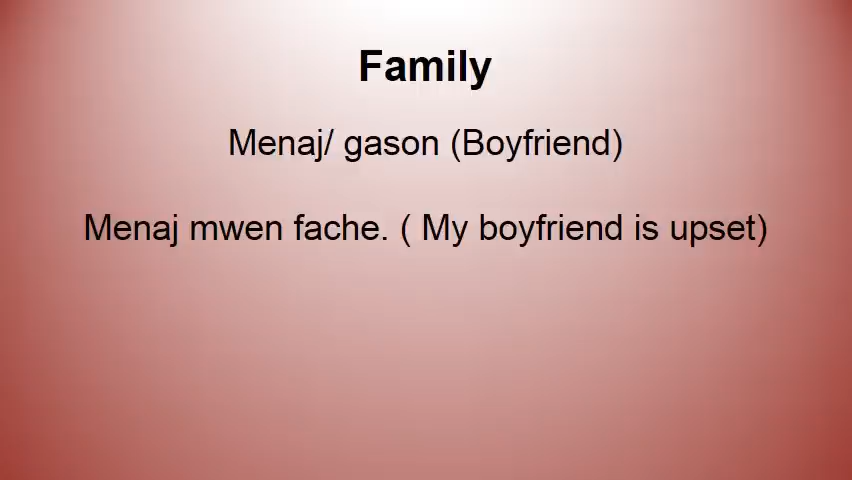 Family
Menaj/ gason (Boyfriend)
Menaj mwen fache. ( My boyfriend is upset)